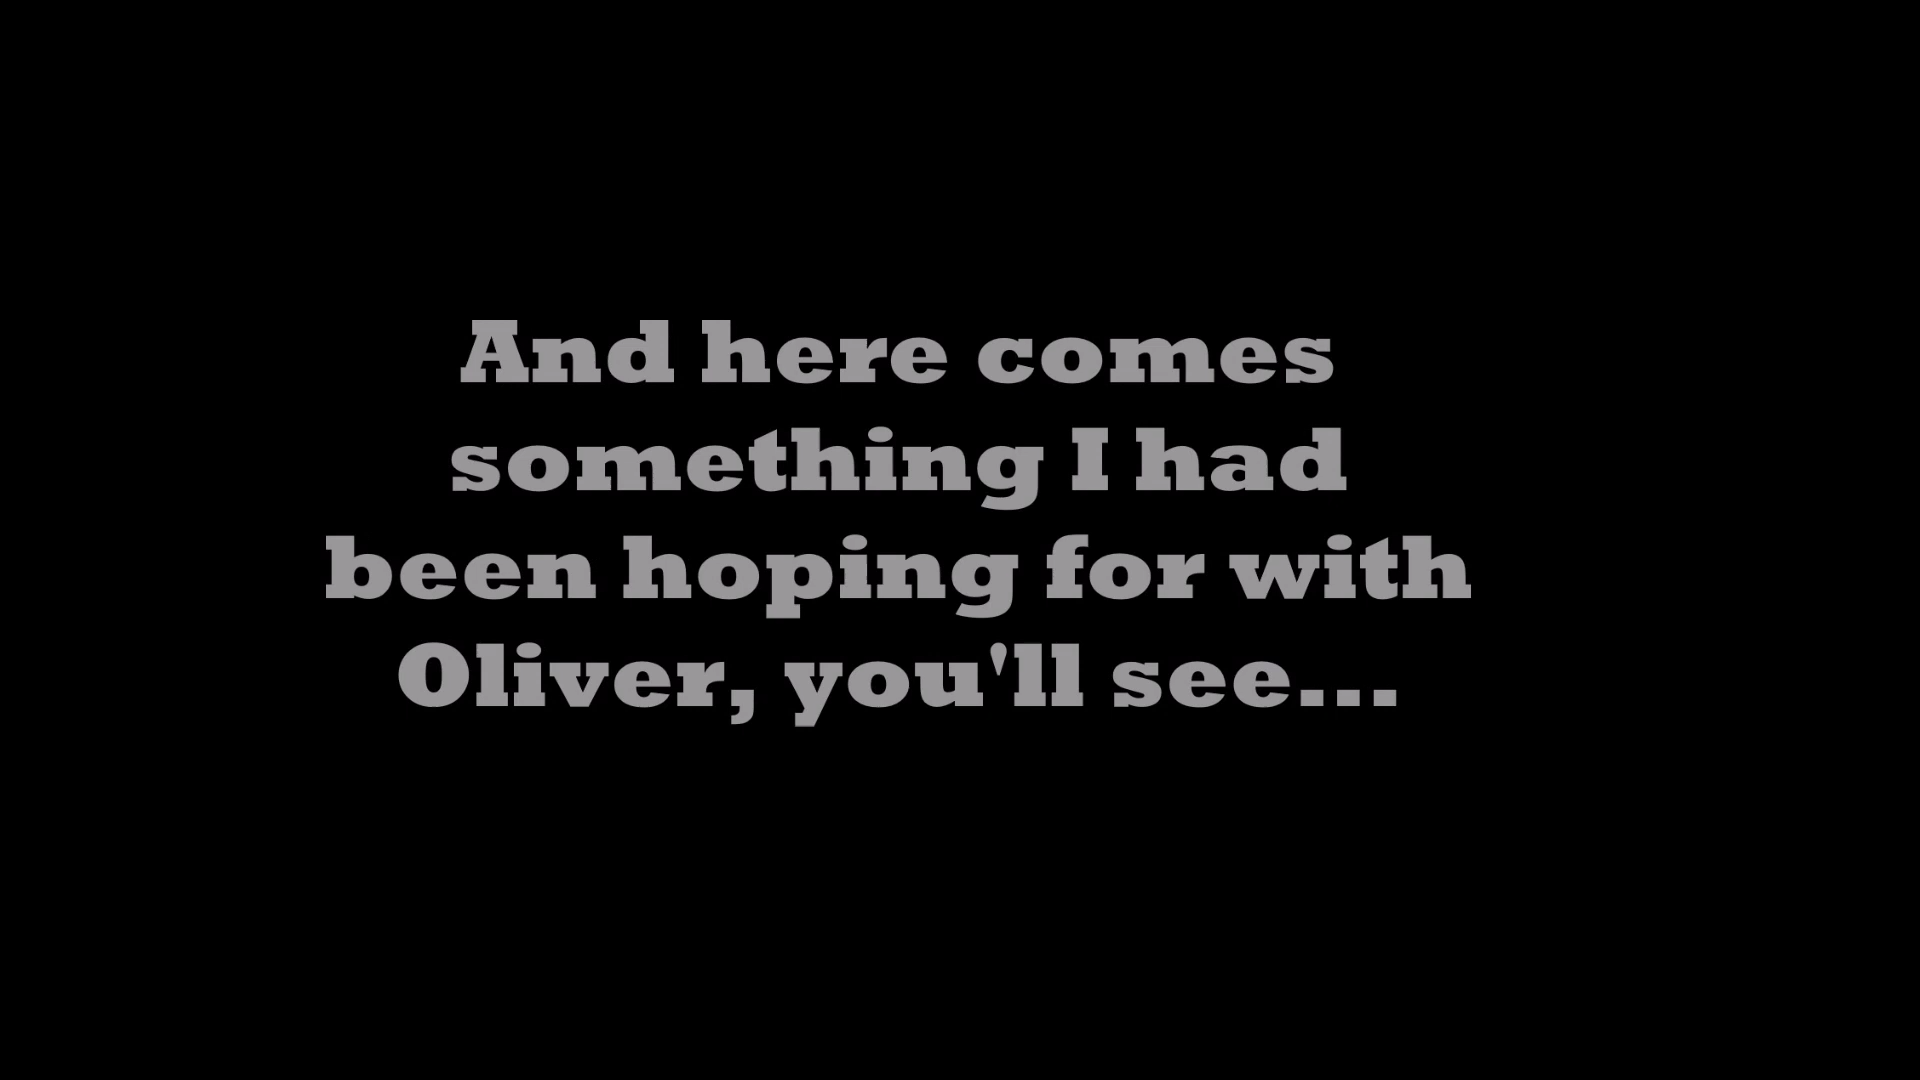 And here comes
something I had
been hoping for with
Oliver, you'll see...